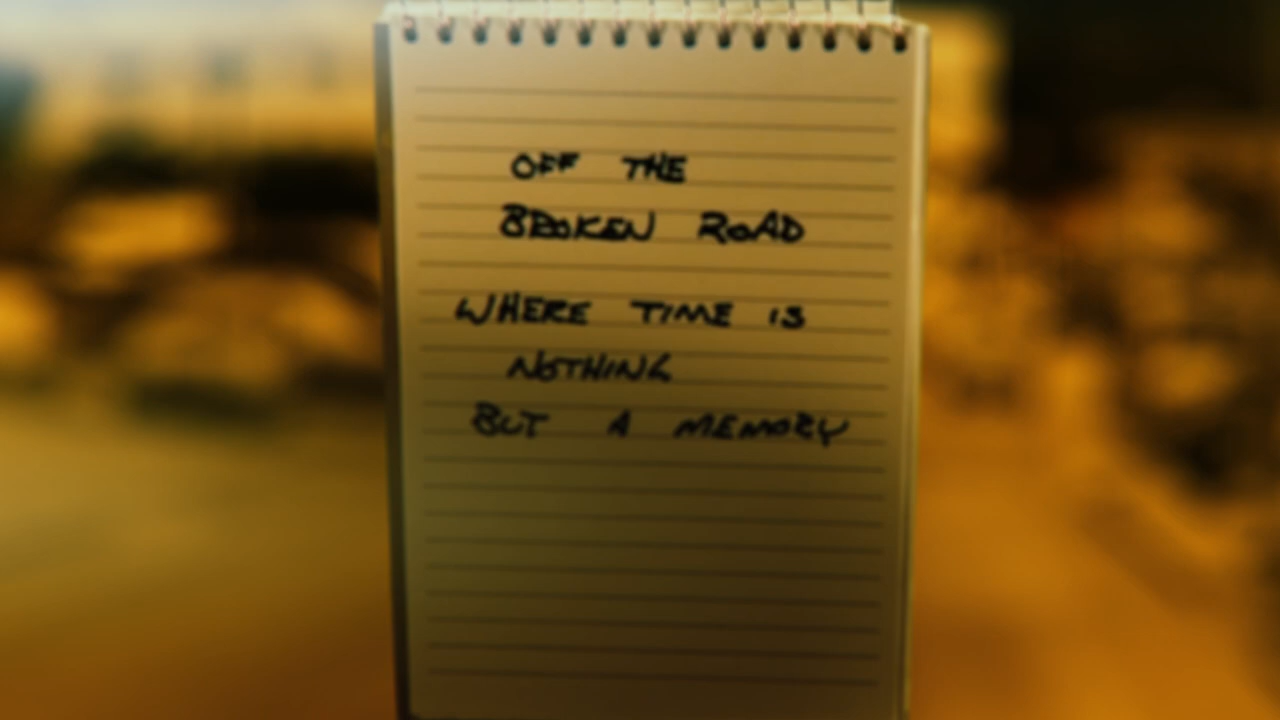 OFF THE
BROKEN ROAD
WHERE TIME IS
NOTHING
BUT A MEMORY